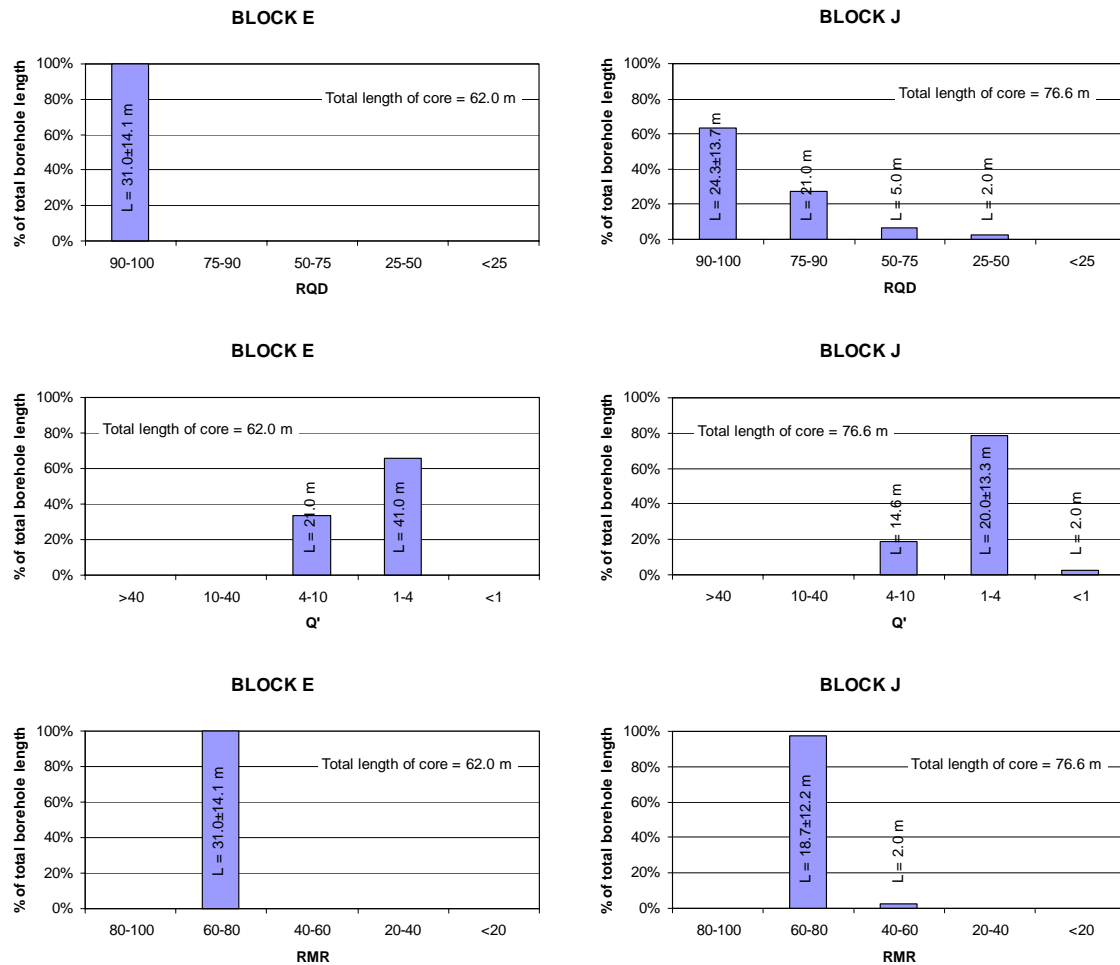 BLOCK E
% of total borehole length
100%
80%
60%
40%
20%
0%
Total length of core = 62.0 m
L = 31.0±14.1 m
90-100 75-90 50-75 25-50 <25
RQD
BLOCK J
% of total borehole length
100%
80%
60%
40%
20%
0%
Total length of core = 76.6 m
L = 24.3±13.7 m
L = 21.0 m
L = 5.0 m
L = 2.0 m
90-100 75-90 50-75 25-50 <25
RQD
BLOCK E
% of total borehole length
100%
80%
60%
40%
20%
0%
Total length of core = 62.0 m
L = 21.0 m
L = 41.0 m
>40 10-40 4-10 1-4 <1
Q'
BLOCK J
% of total borehole length
100%
80%
60%
40%
20%
0%
Total length of core = 76.6 m
L = 14.6 m
L = 20.0±13.3 m
L = 2.0 m
>40 10-40 4-10 1-4 <1
Q'
BLOCK E
% of total borehole length
100%
80%
60%
40%
20%
0%
Total length of core = 62.0 m
L = 31.0±14.1 m
80-100 60-80 40-60 20-40 <20
RMR
BLOCK J
% of total borehole length
100%
80%
60%
40%
20%
0%
Total length of core = 76.6 m
L = 18.7±12.2 m
L = 2.0 m
80-100 60-80 40-60 20-40 <20
RMR